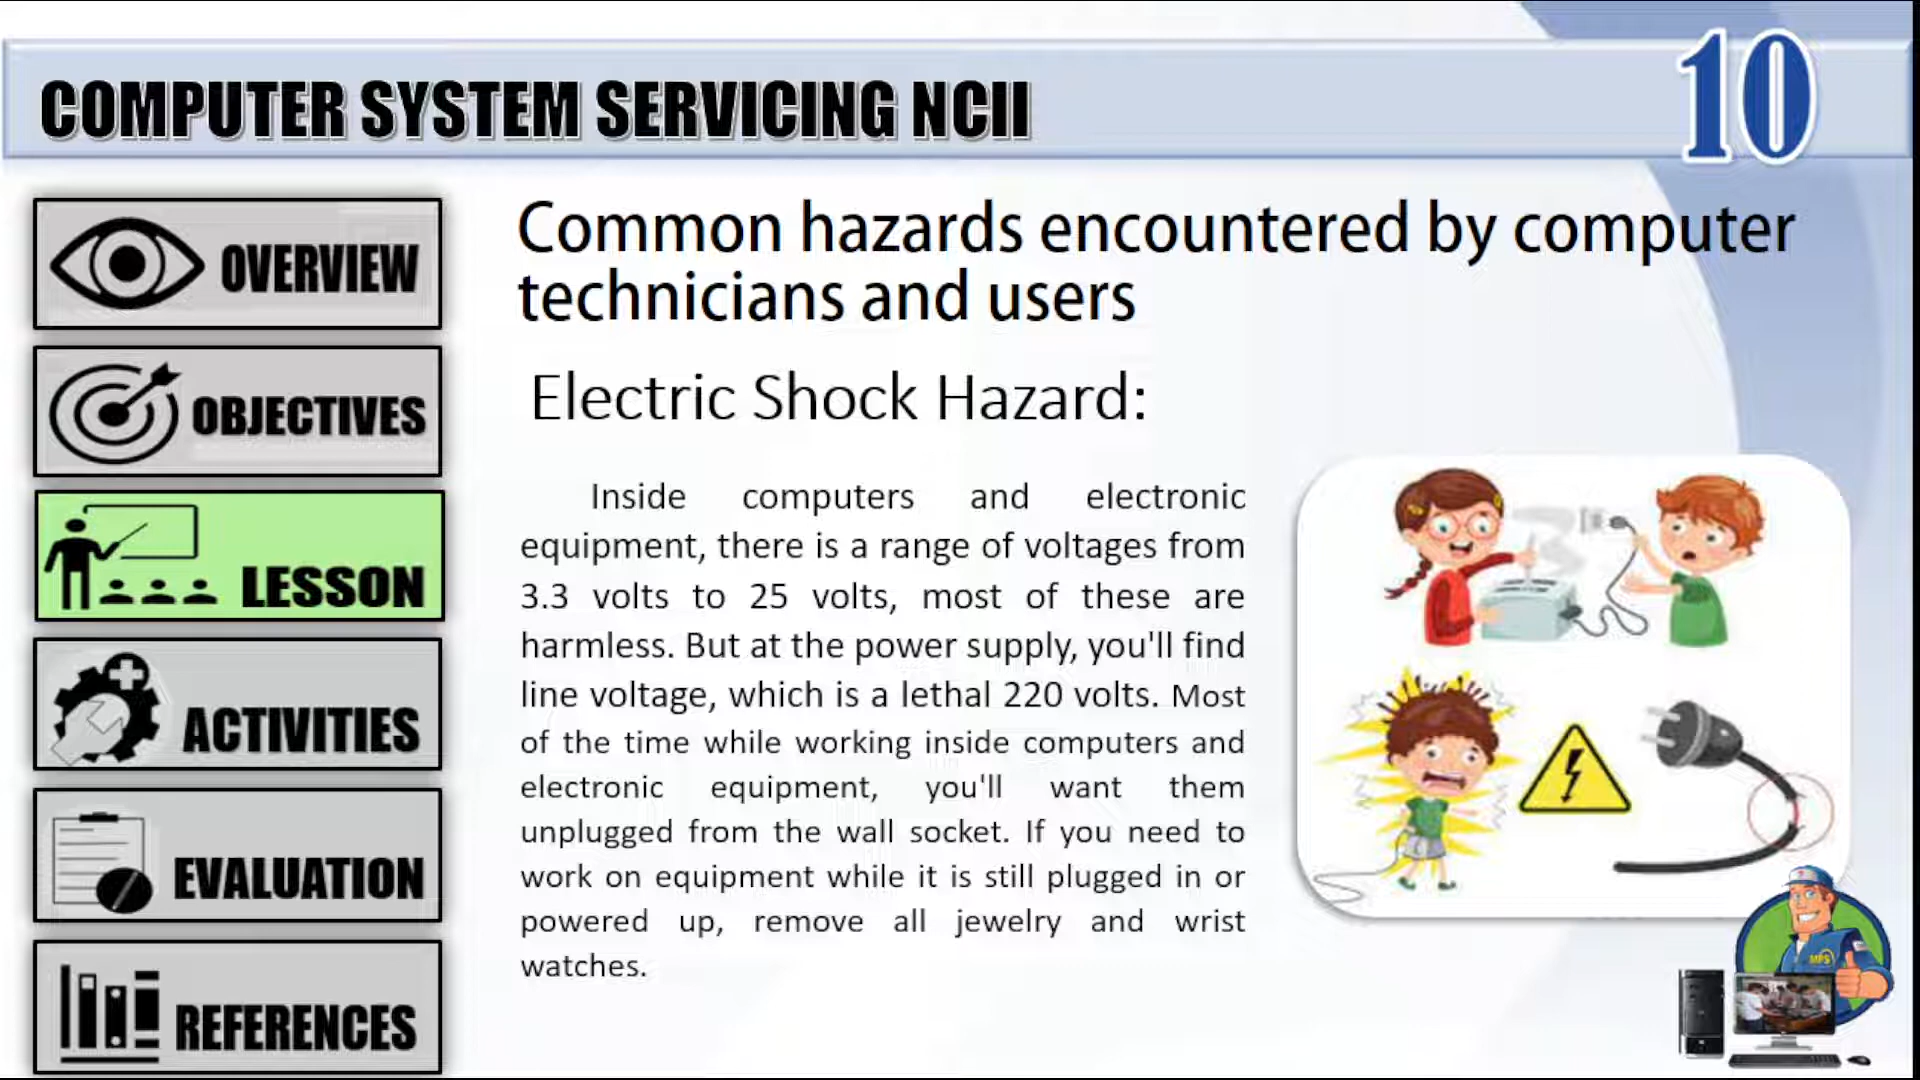 COMPUTER SYSTEM SERVICING NCII
10
OVERVIEW
OBJECTIVES
LESSON
ACTIVITIES
EVALUATION
REFERENCES
Common hazards encountered by computer
technicians and users
Electric Shock Hazard:
Inside computers and electronic
equipment, there is a range of voltages from
3.3 volts to 25 volts, most of these are
harmless. But at the power supply, you'll find
line voltage, which is a lethal 220 volts. Most
of the time while working inside computers and
electronic equipment, you'll want them
unplugged from the wall socket. If you need to
work on equipment while it is still plugged in or
powered up, remove all jewelry and wrist
watches.
MPS